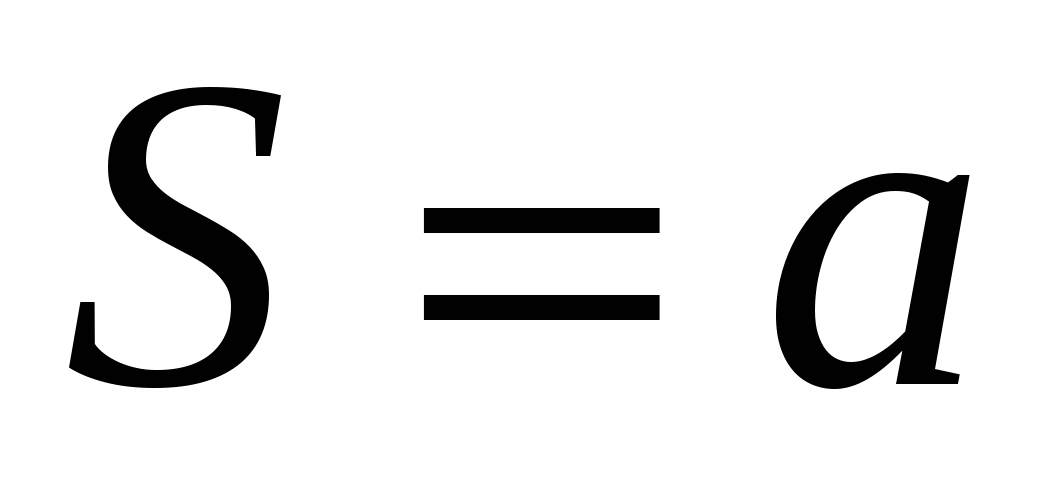 S = a